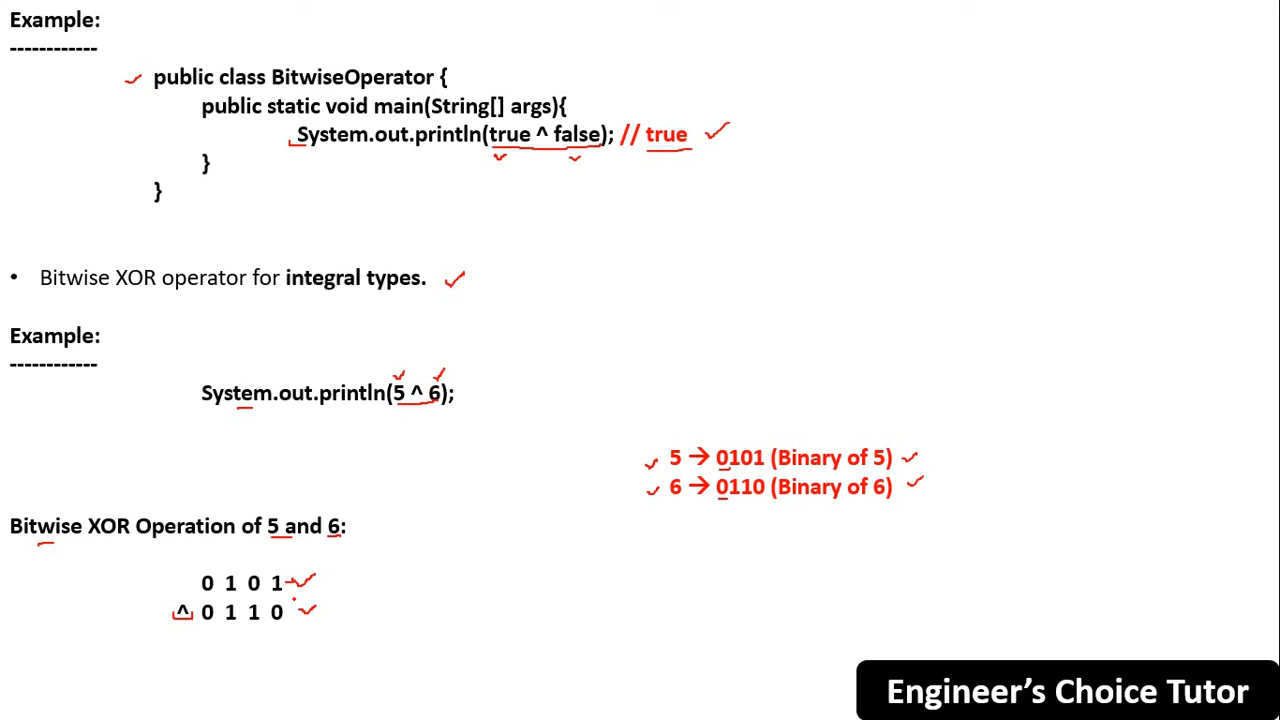 Example:
------------
public class BitwiseOperator {
public static void main(String[] args){
System.out.println(true ^ false); // true
}
}
• Bitwise XOR operator for integral types.
Example:
------------
System.out.println(5 ^ 6);
5 → 0101 (Binary of 5)
6 → 0110 (Binary of 6)
Bitwise XOR Operation of 5 and 6:
0 1 0 1
^ 0 1 1 0
Engineer’s Choice Tutor